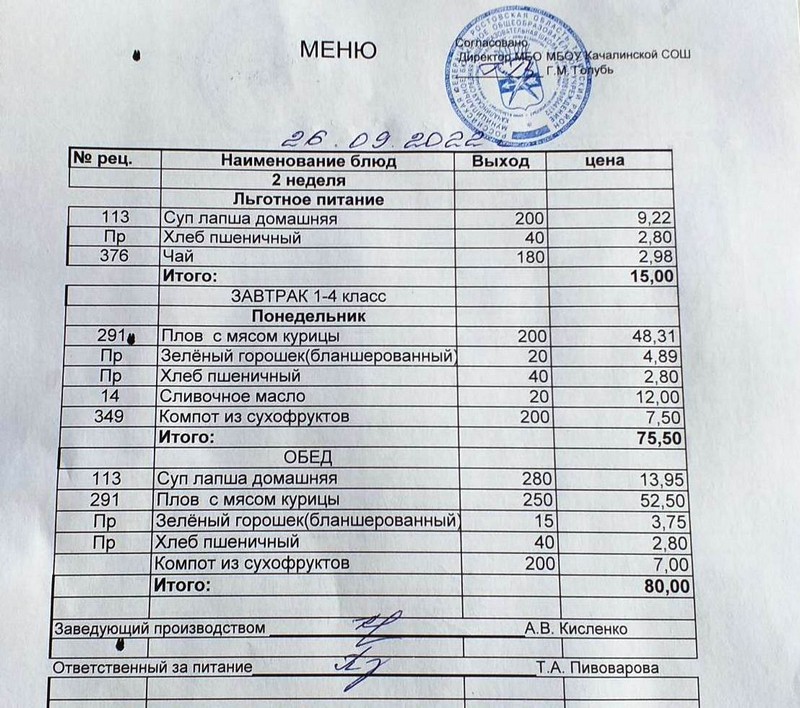 МЕНЮ
Согласовано
Директор МБО МБОУ Качалинской СОШ
Г.М. Голубь
26.09.2022
№ рец. Наименование блюд Выход цена
2 неделя
Льготное питание
113 Суп лапша домашняя 200 9,22
Пр Хлеб пшеничный 40 2,80
376 Чай 180 2,98
Итого: 15,00
ЗАВТРАК 1-4 класс
Понедельник
291 Плов с мясом курицы 200 48,31
Пр Зелёный горошек(бланшерованный) 20 4,89
Пр Хлеб пшеничный 40 2,80
14 Сливочное масло 20 12,00
349 Компот из сухофруктов 200 7,50
Итого: 75,50
ОБЕД
113 Суп лапша домашняя 280 13,95
291 Плов с мясом курицы 250 52,50
Пр Зелёный горошек(бланшерованный) 15 3,75
Пр Хлеб пшеничный 40 2,80
Компот из сухофруктов 200 7,00
Итого: 80,00
Заведующий производством А.В. Кисленко
Ответственный за питание Т.А. Пивоварова